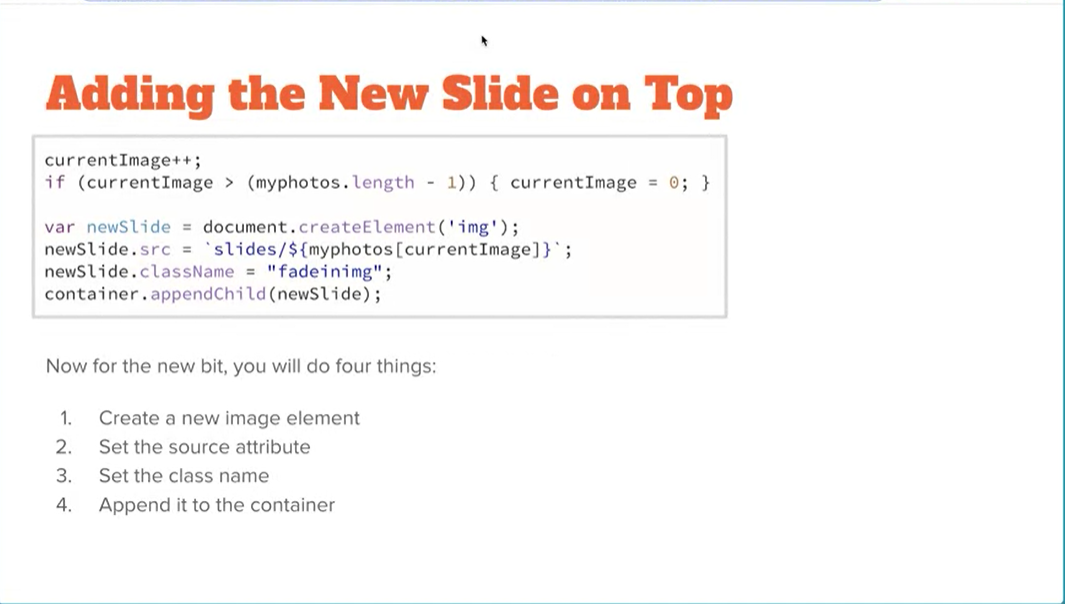 Adding the New Slide on Top
currentImage++;
if (currentImage > (myphotos.length - 1)) { currentImage = 0; }
var newSlide = document.createElement('img');
newSlide.src = `slides/${myphotos[currentImage]}`;
newSlide.className = "fadeinimg";
container.appendChild(newSlide);
Now for the new bit, you will do four things:
1. Create a new image element
2. Set the source attribute
3. Set the class name
4. Append it to the container